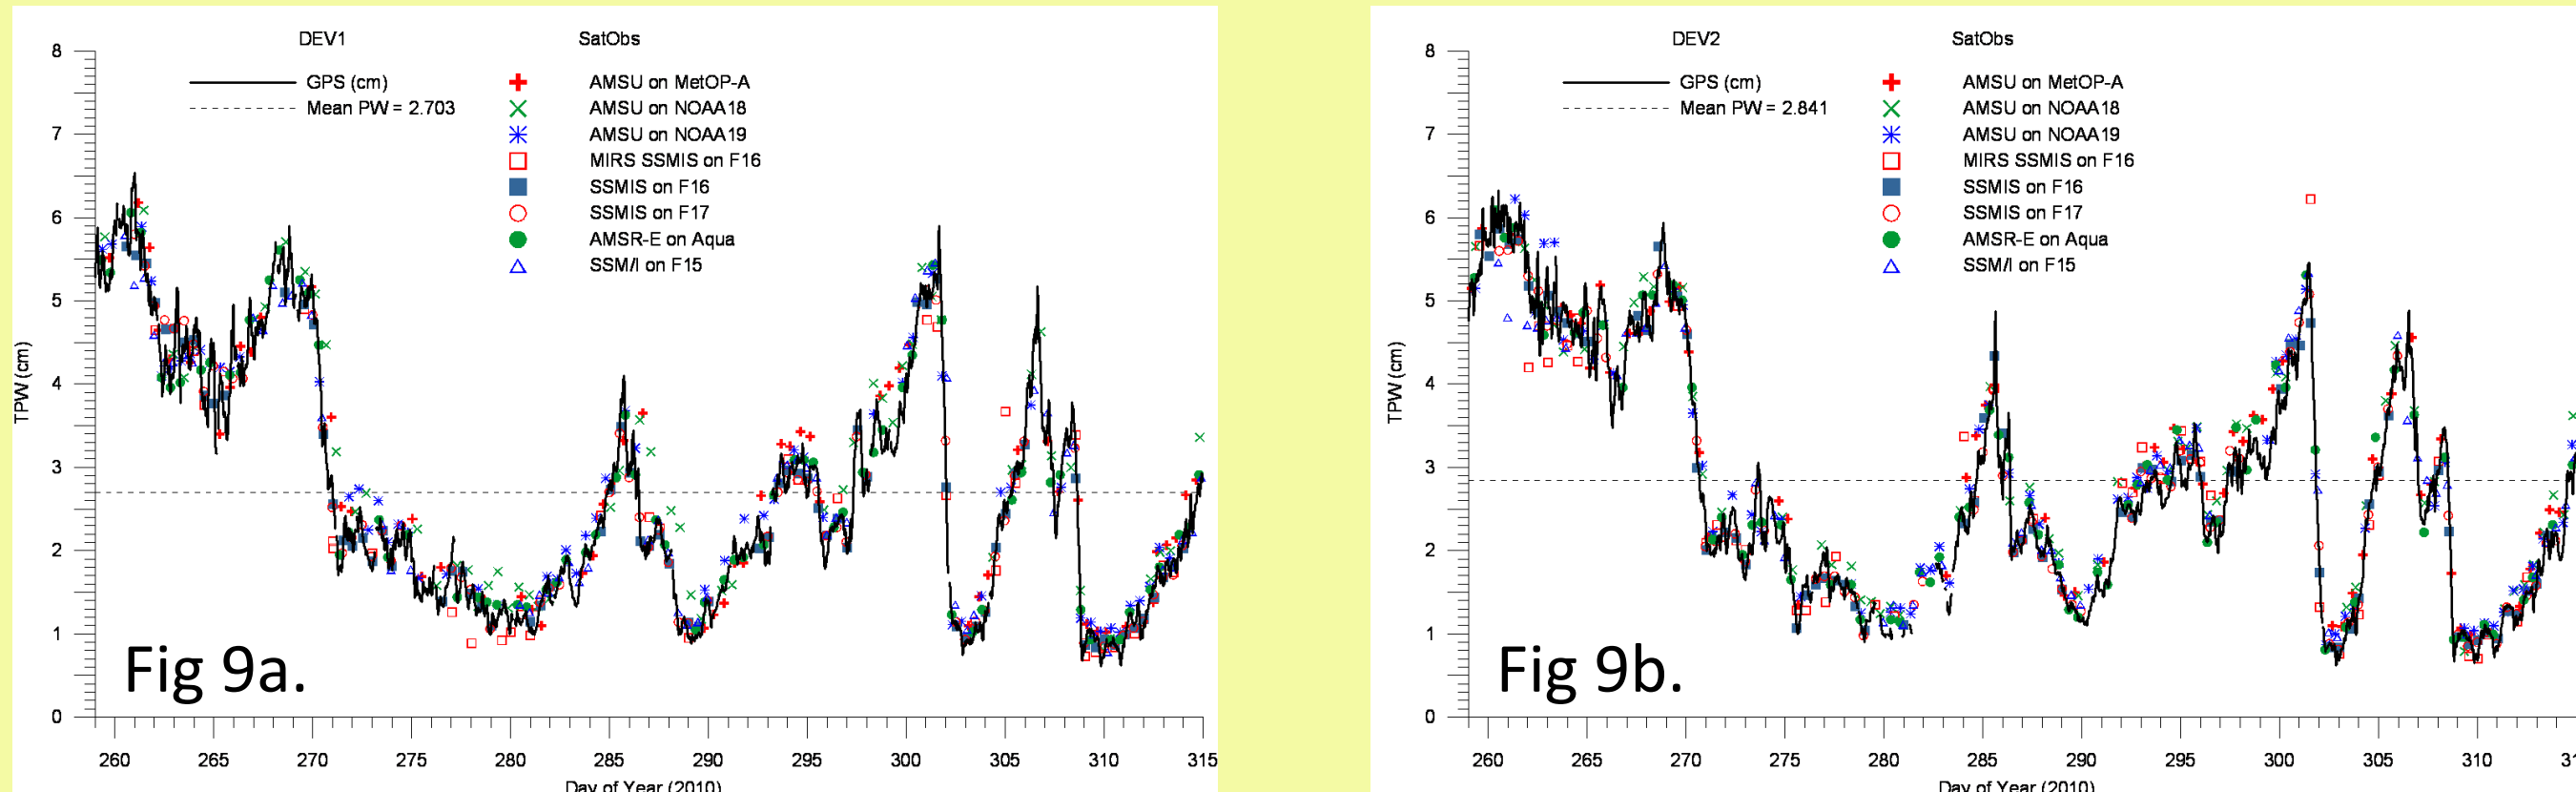 DEV1 SatObs
GPS (cm)
Mean PW = 2.703
AMSU on MetOP-A
AMSU on NOAA18
AMSU on NOAA19
MIRS SSMIS on F16
SSMIS on F16
SSMIS on F17
AMSR-E on Aqua
SSM/I on F15
8
7
6
5
4
3
2
1
0
TPW (cm)
Fig 9a.
260 265 270 275 280 285 290 295 300 305 310 315
Day of Year (2010)
DEV2 SatObs
GPS (cm)
Mean PW = 2.841
AMSU on MetOP-A
AMSU on NOAA18
AMSU on NOAA19
MIRS SSMIS on F16
SSMIS on F16
SSMIS on F17
AMSR-E on Aqua
SSM/I on F15
8
7
6
5
4
3
2
1
0
TPW (cm)
Fig 9b.
260 265 270 275 280 285 290 295 300 305 310
Day of Year (2010)